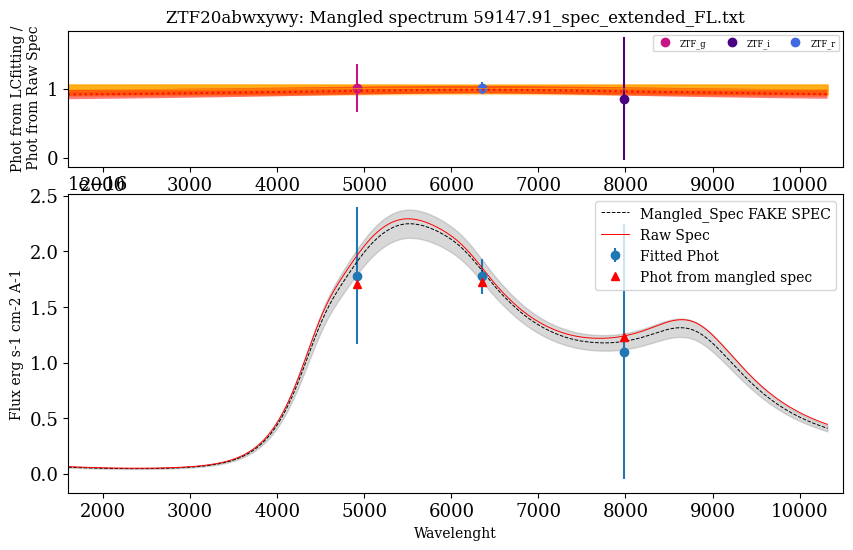 ZTF20abwxywy: Mangled spectrum 59147.91_spec_extended_FL.txt
Phot from LCfitting /
Phot from Raw Spec
ZTF_g ZTF_i ZTF_r
1
0
2000 3000 4000 5000 6000 7000 8000 9000 10000
1e−16
2.5
2.0
1.5
1.0
0.5
0.0
Flux erg s-1 cm-2 A-1
Mangled_Spec FAKE SPEC
Raw Spec
Fitted Phot
Phot from mangled spec
2000 3000 4000 5000 6000 7000 8000 9000 10000
Wavelenght